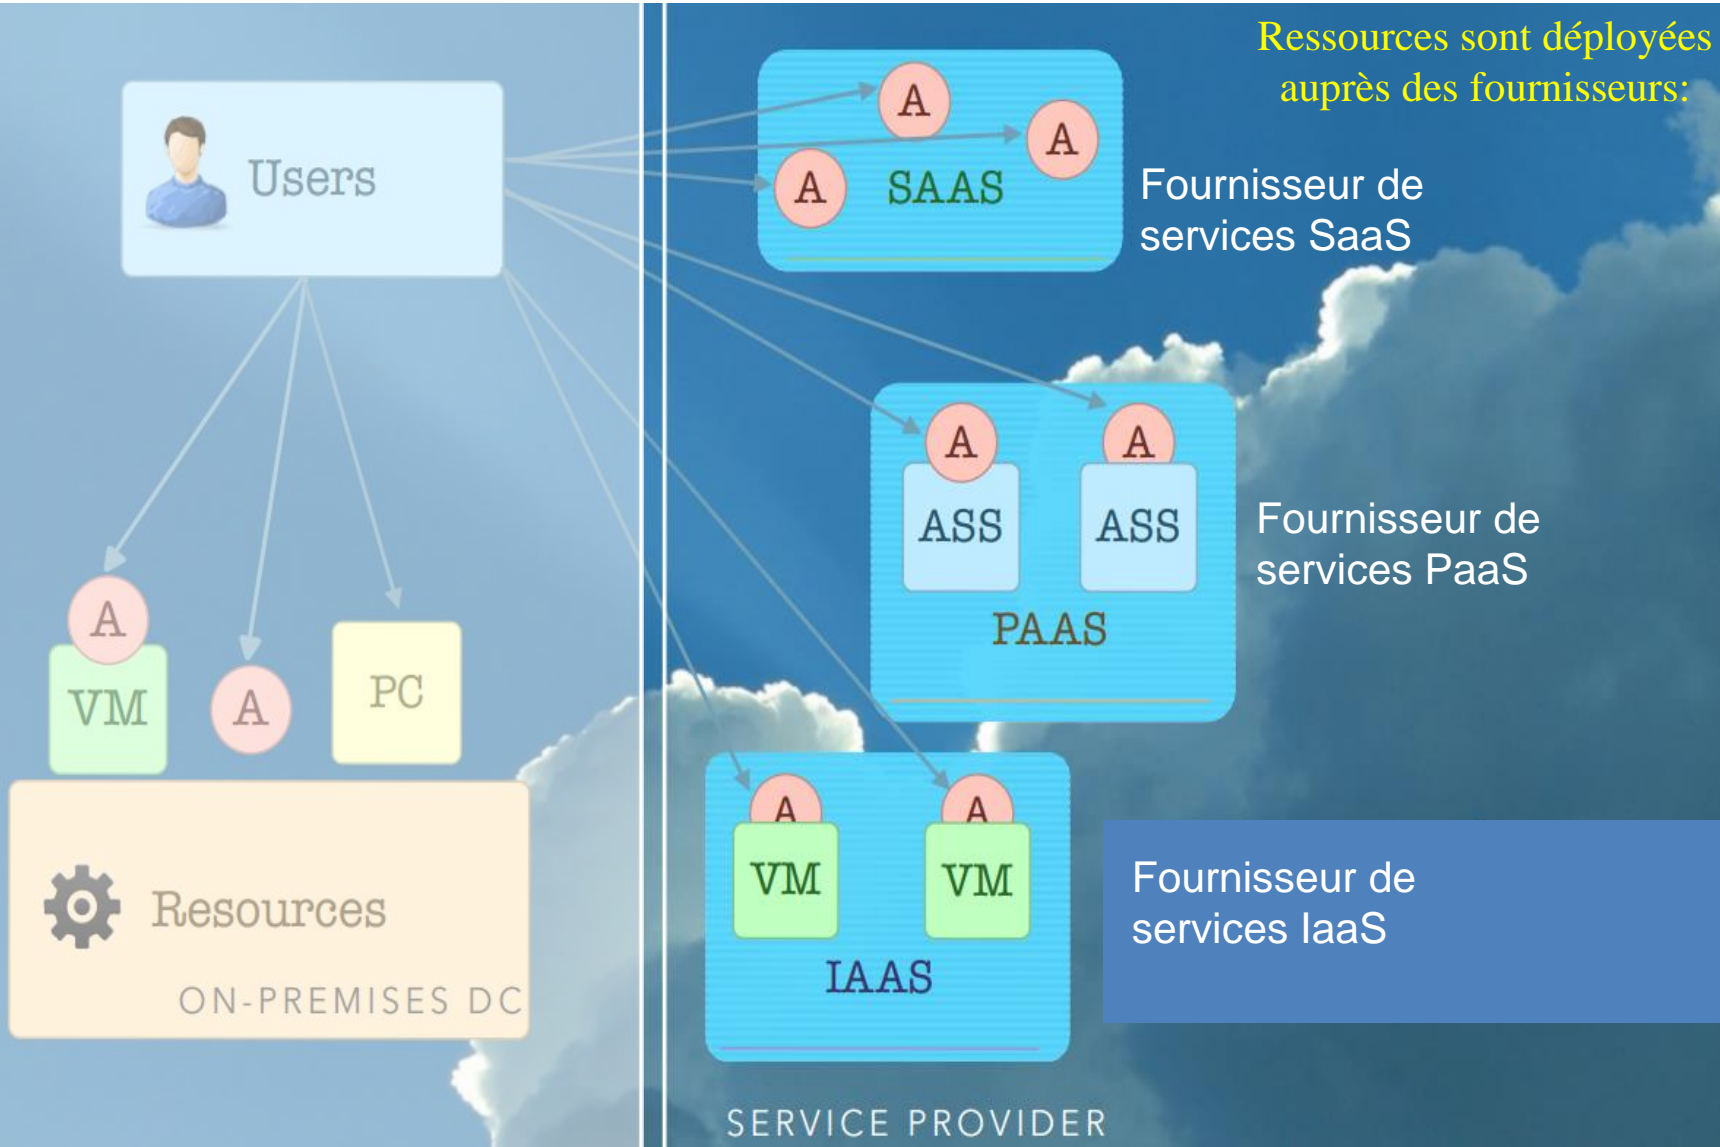 Ressources sont déployées
auprès des fournisseurs:
Users
A
A
A
SAAS
Fournisseur de
services SaaS
A
A
ASS
ASS
PAAS
Fournisseur de
services PaaS
A
VM
A
PC
Resources
ON-PREMISES DC
A
A
VM
VM
IAAS
Fournisseur de
services IaaS
SERVICE PROVIDER